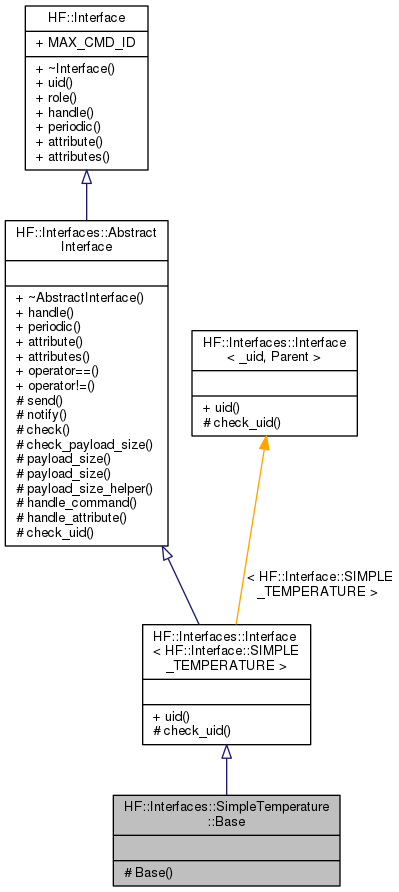 HF::Interface
+ MAX_CMD_ID
+ ~Interface()
+ uid()
+ role()
+ handle()
+ periodic()
+ attribute()
+ attributes()
HF::Interfaces::Abstract
Interface
+ ~AbstractInterface()
+ handle()
+ periodic()
+ attribute()
+ attributes()
+ operator==()
+ operator!=()
# send()
# notify()
# check()
# check_payload_size()
# payload_size()
# payload_size()
# payload_size_helper()
# handle_command()
# handle_attribute()
# check_uid()
HF::Interfaces::Interface
< _uid, Parent >
+ uid()
# check_uid()
< HF::Interface::SIMPLE
_TEMPERATURE >
HF::Interfaces::Interface
< HF::Interface::SIMPLE
_TEMPERATURE >
+ uid()
# check_uid()
HF::Interfaces::SimpleTemperature
::Base
# Base()